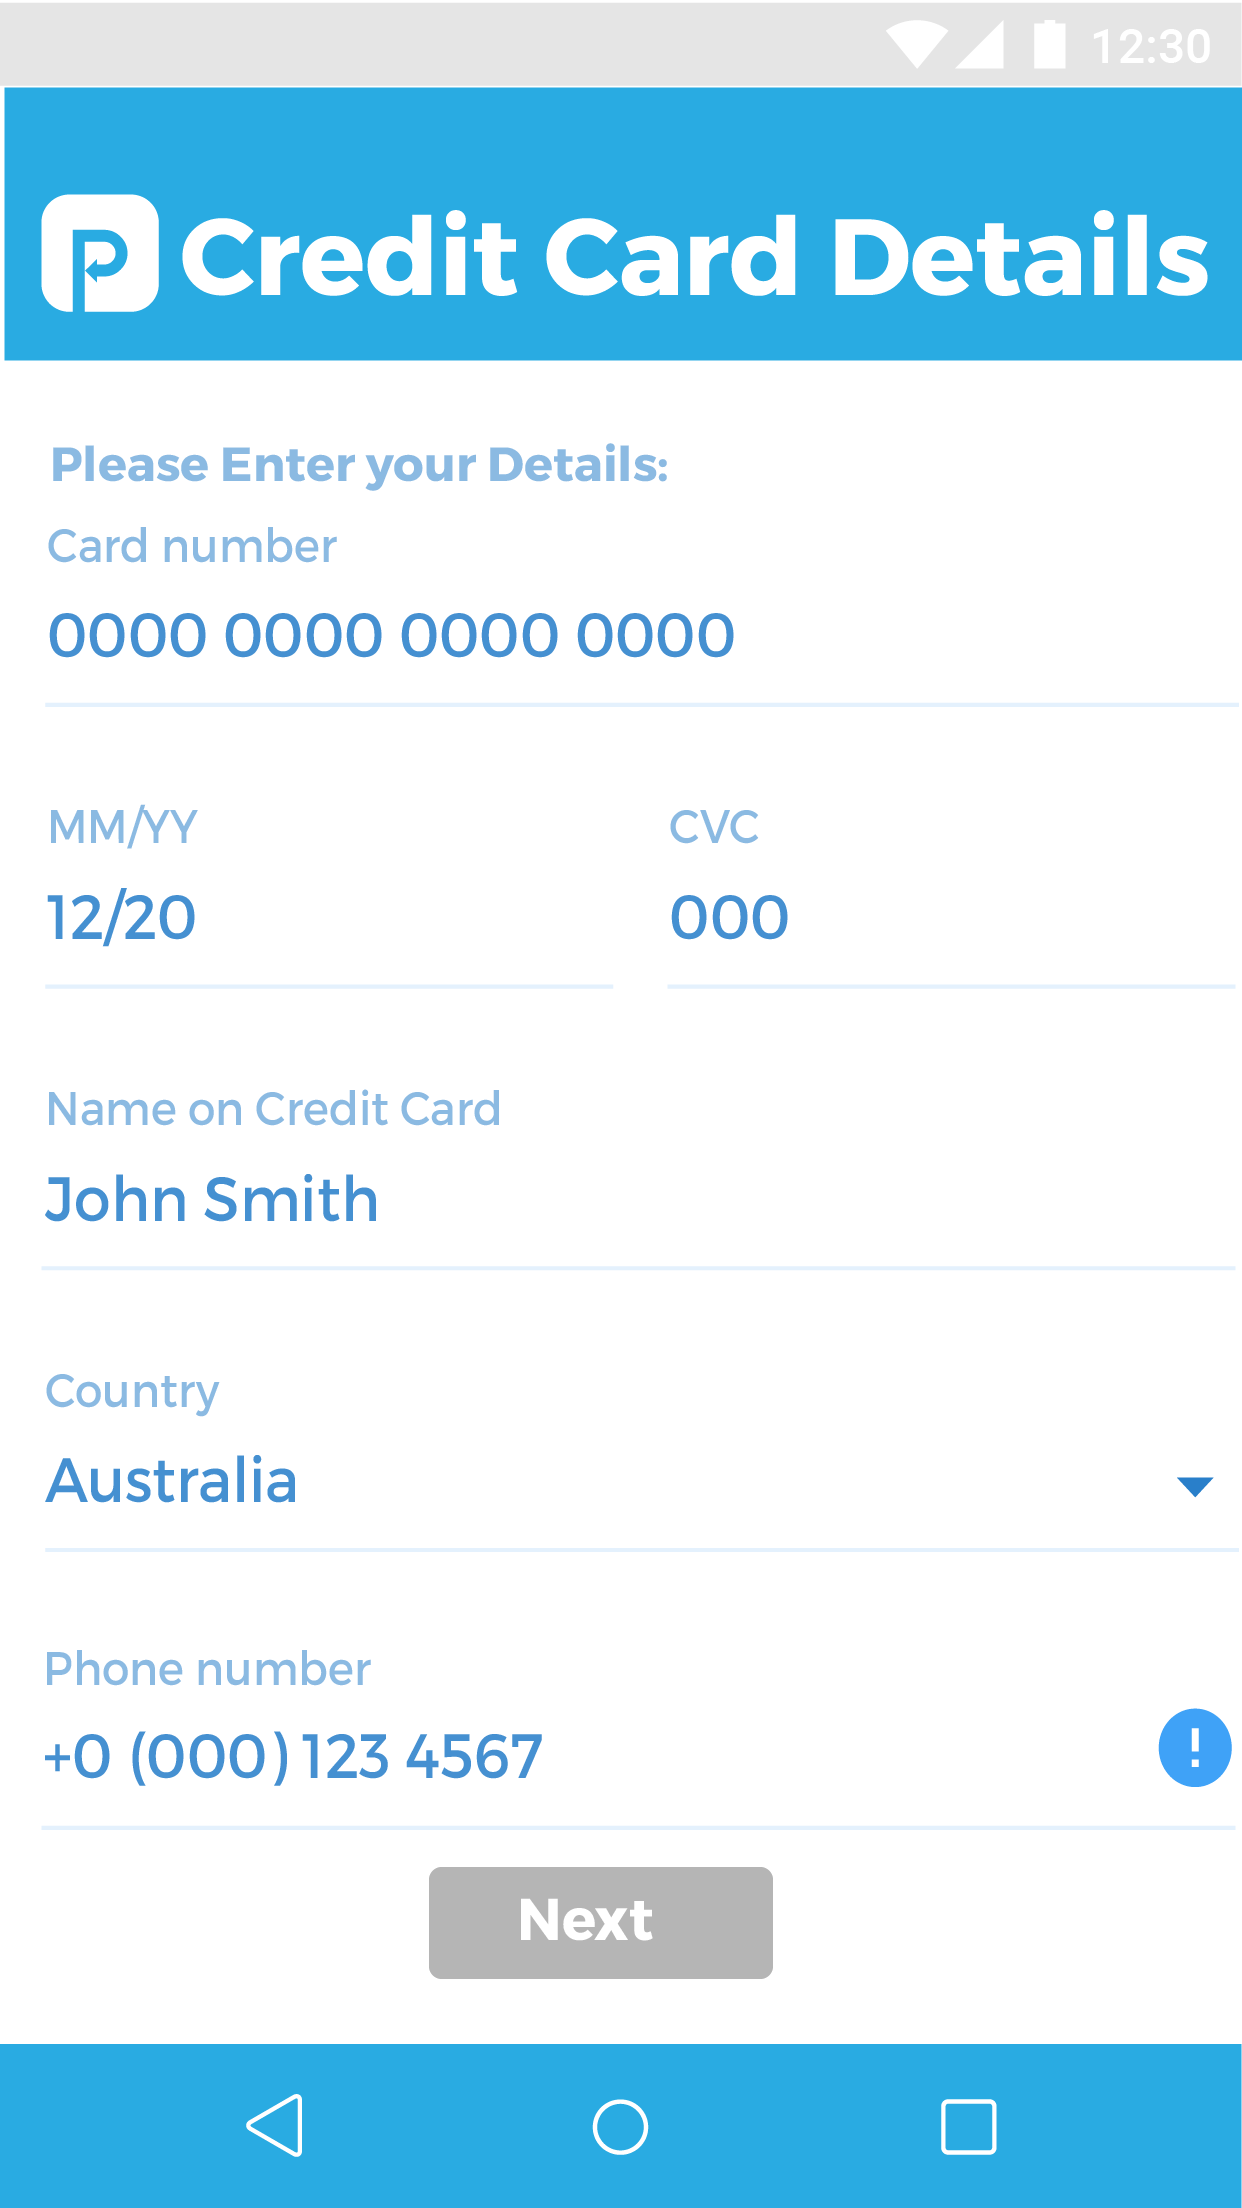 12:30
P Credit Card Details
Please Enter your Details:
Card number
0000 0000 0000 0000
MM/YY CVC
12/20 000
Name on Credit Card
John Smith
Country
Australia
Phone number
+0 (000) 123 4567
!
Next